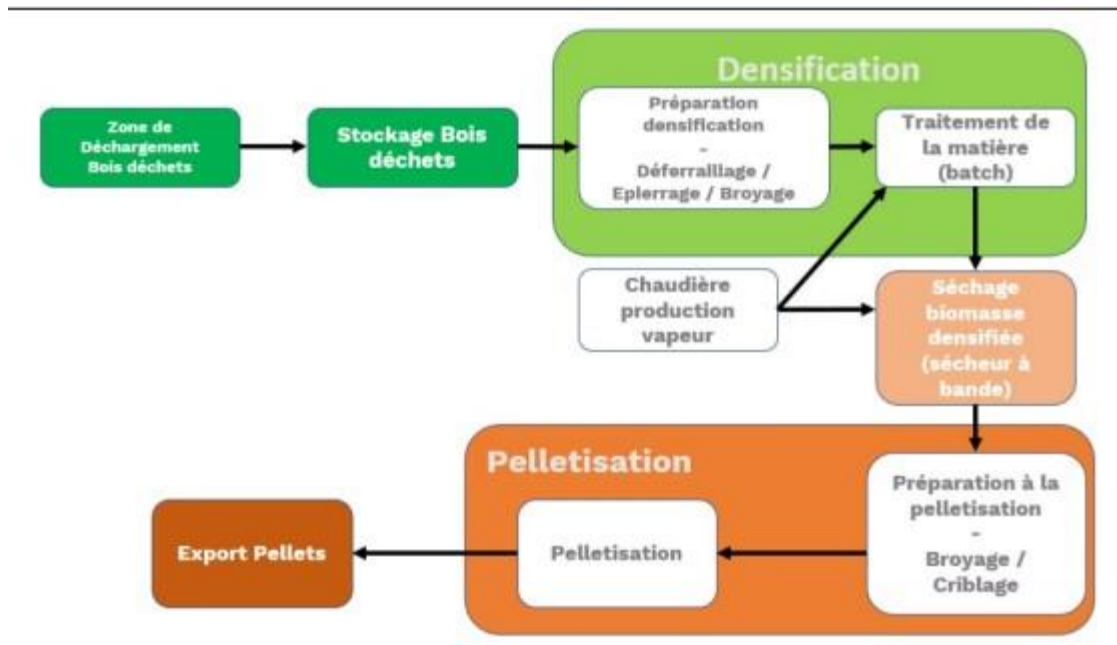 Densification
Zone de
Déchargement
Bois déchets
Stockage Bois
déchets
Préparation
densification
-
Déferraillage /
Epierrage / Broyage
Traitement de
la matière
(batch)
Chaudière
production
vapeur
Séchage
biomasse
densifiée
(sécheur à
bande)
Pelletisation
Préparation à la
pelletisation
-
Broyage /
Criblage
Pelletisation
Export Pellets